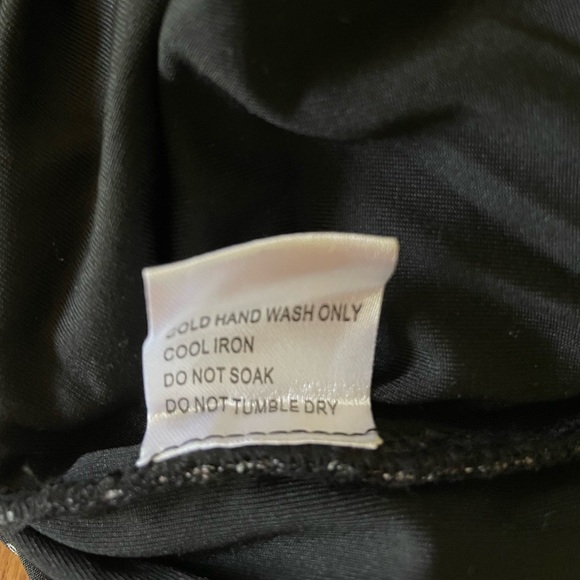 COLD HAND WASH ONLY
COOL IRON
DO NOT SOAK
DO NOT TUMBLE DRY